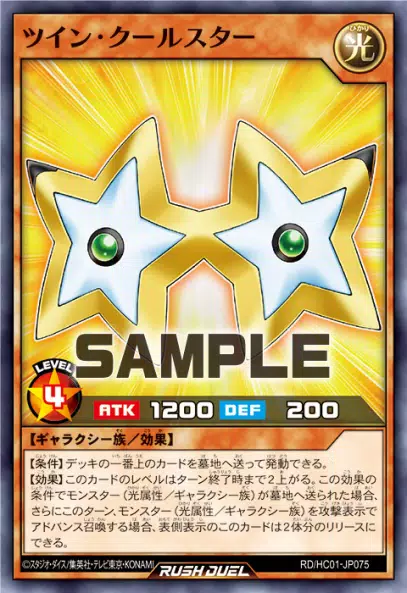 ツイン・クールスター
ひかり
光
SAMPLE
LEVEL
4
ATK 1200 DEF 200
【ギャラクシー族／効果】
【条件】デッキの一番上のカードを墓地へ送って発動できる。
【効果】このカードのレベルはターン終了時まで2上がる。この効果の
条件でモンスター（光属性／ギャラクシー族）が墓地へ送られた場合、
さらにこのターン、モンスター（光属性／ギャラクシー族）を攻撃表示で
アドバンス召喚する場合、表側表示のこのカードは2体分のリリースに
できる。
©スタジオ・ダイス/集英社・テレビ東京・KONAMI
RUSH DUEL
RD/HC01-JP075